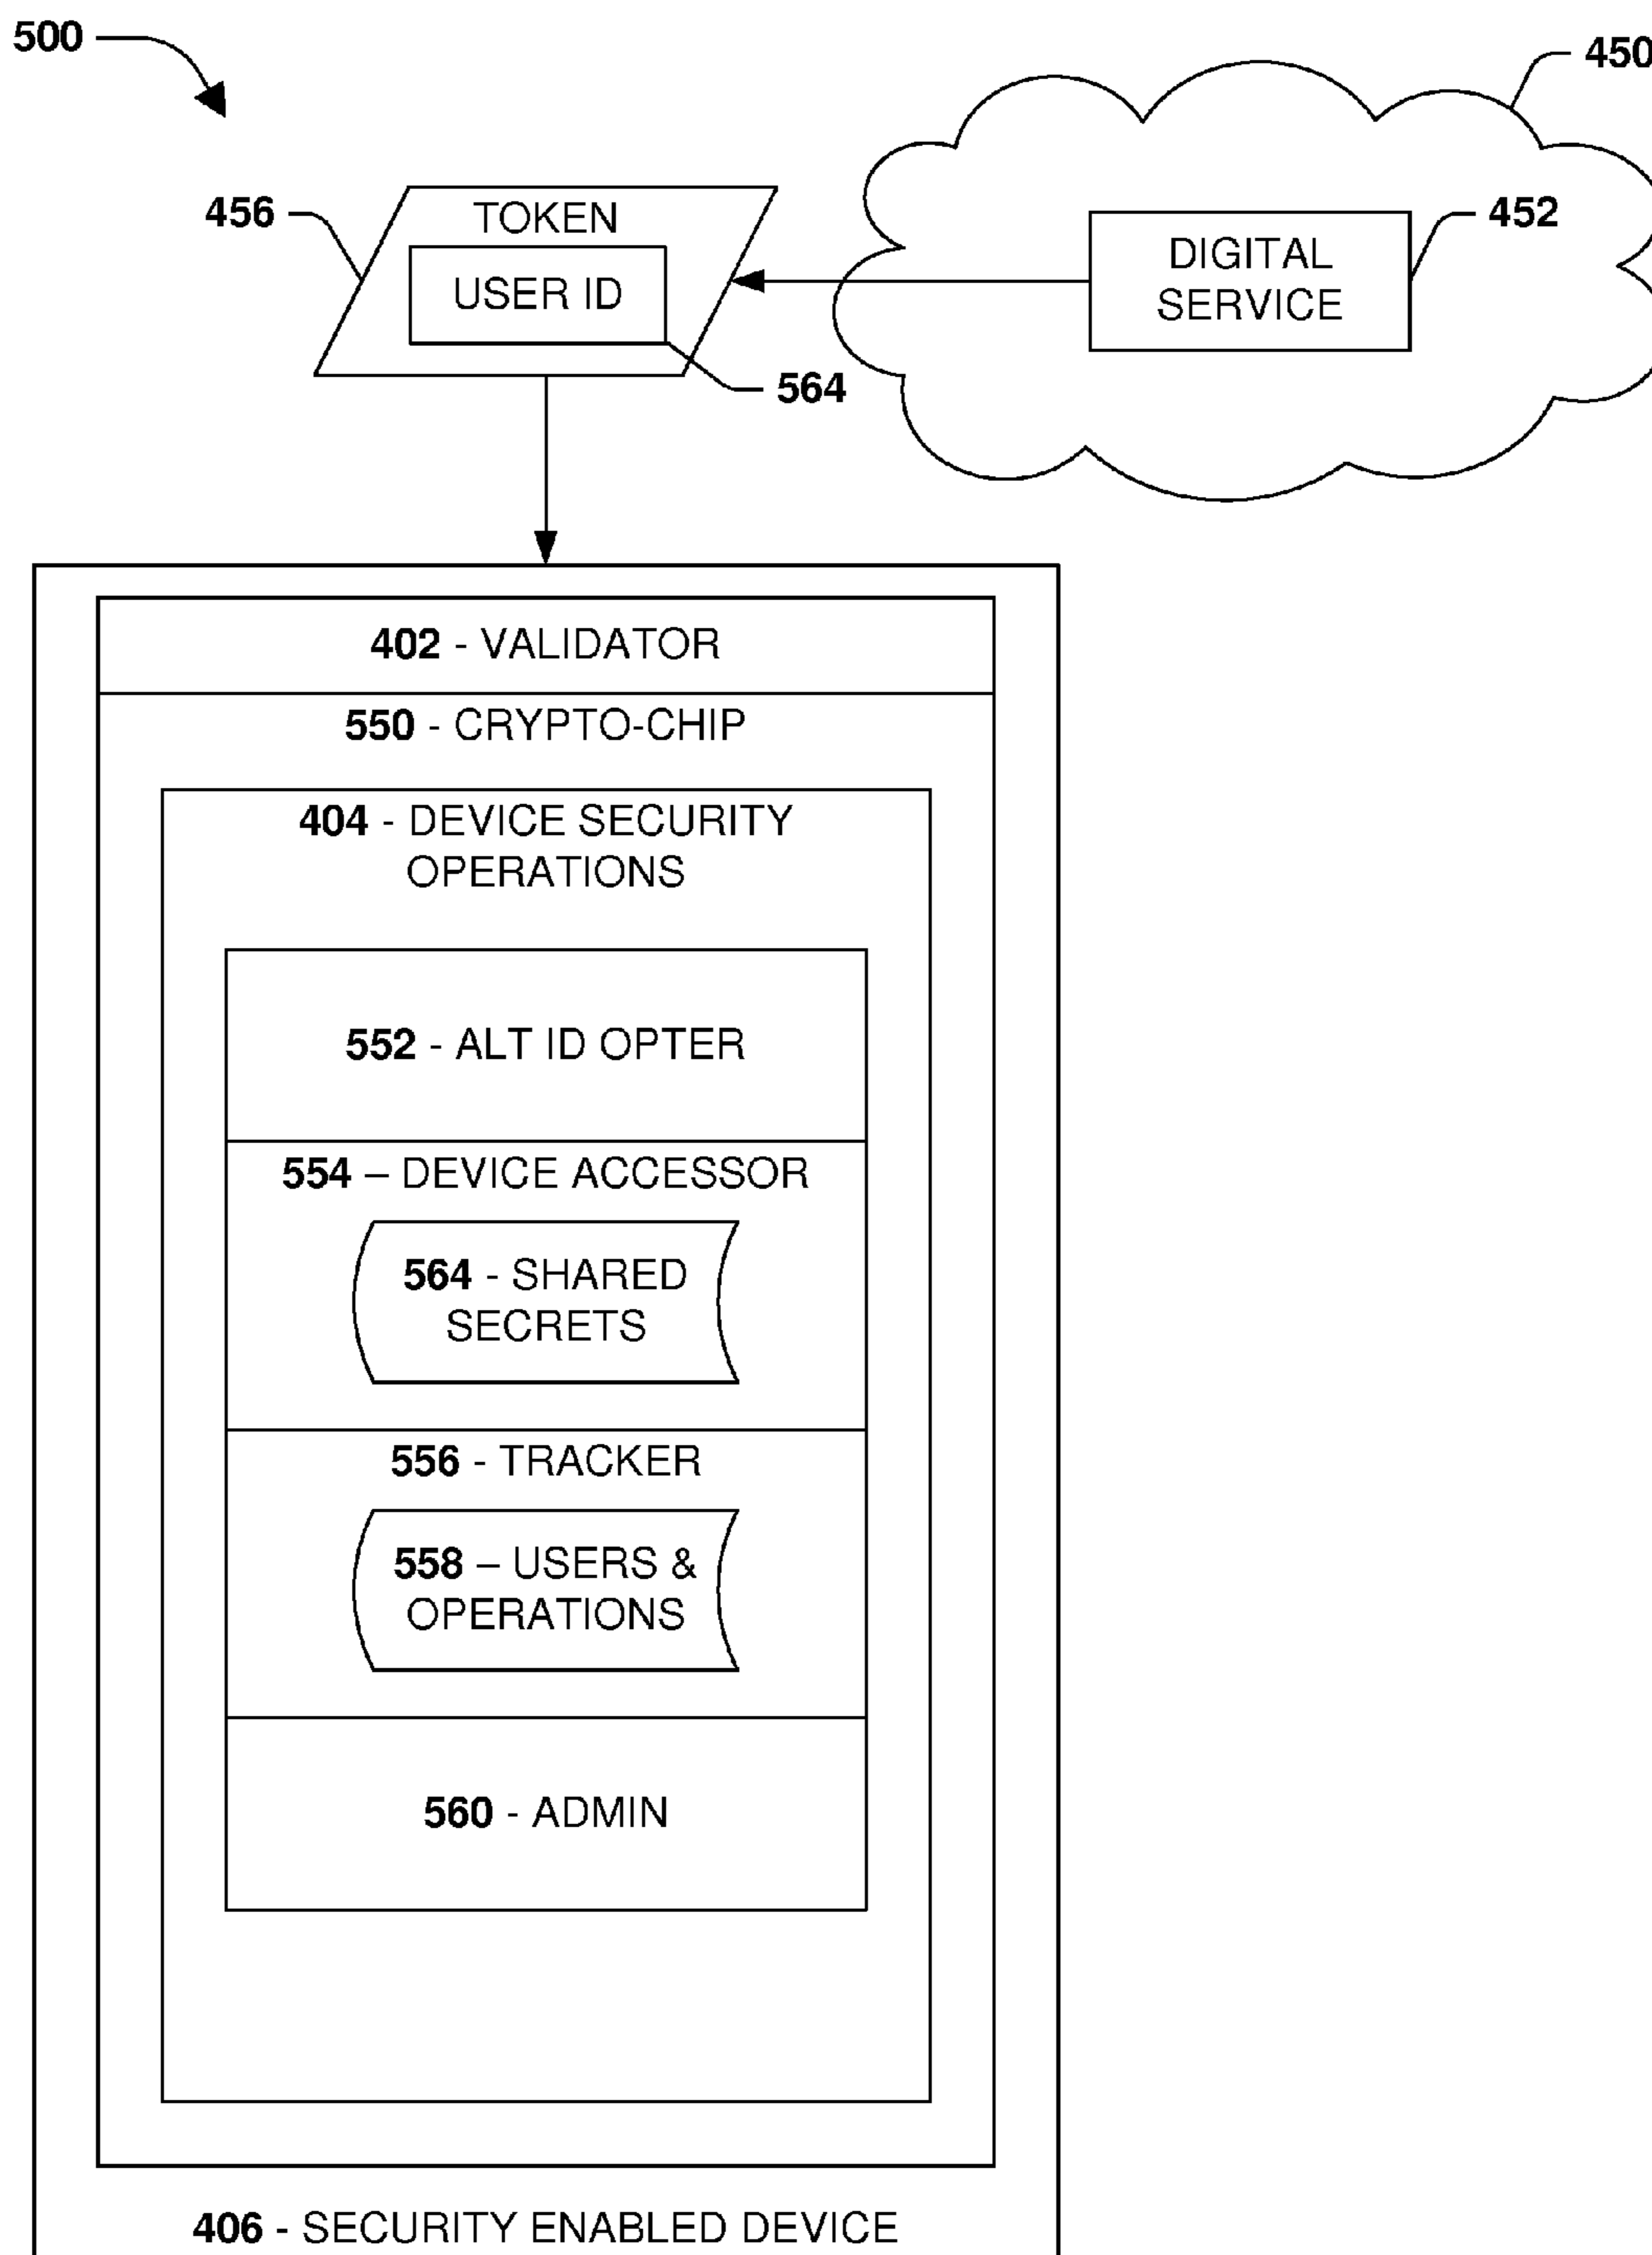 500
450
456
TOKEN
USER ID
564
DIGITAL
SERVICE
452
402 - VALIDATOR
550 - CRYPTO-CHIP
404 - DEVICE SECURITY
OPERATIONS
552 - ALT ID OPTER
554 – DEVICE ACCESSOR
564 - SHARED
SECRETS
556 - TRACKER
558 – USERS &
OPERATIONS
560 - ADMIN
406 - SECURITY ENABLED DEVICE